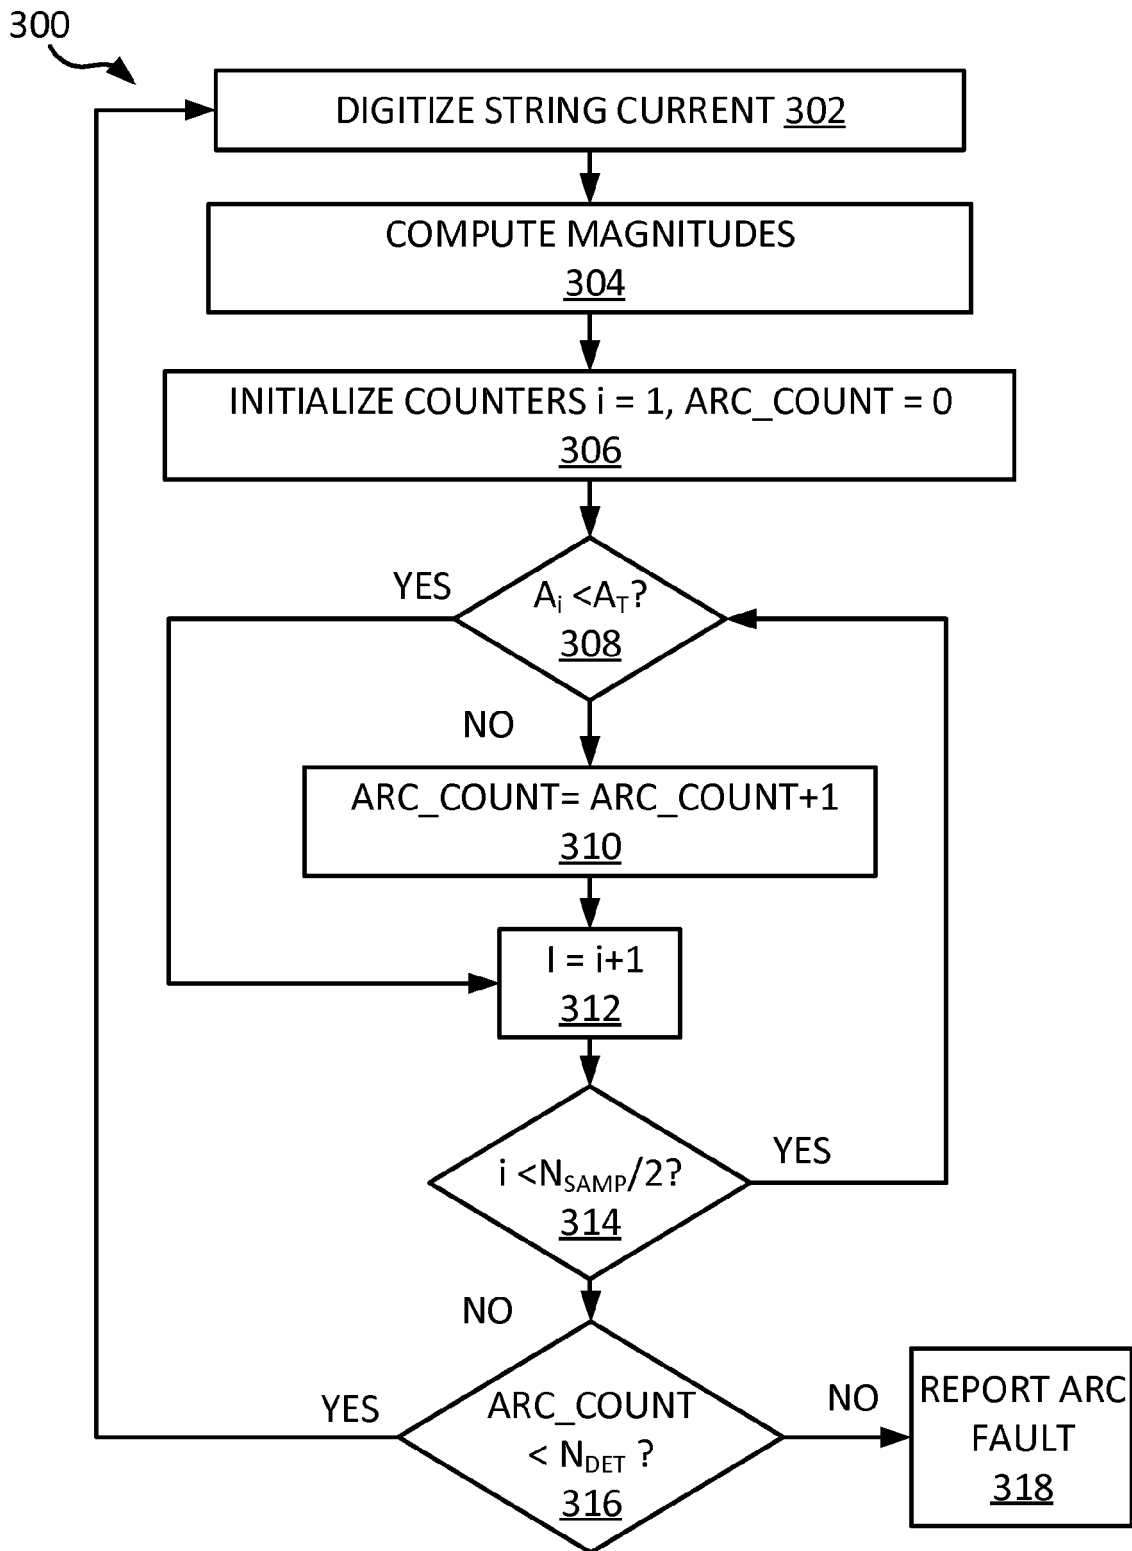 300
DIGITIZE STRING CURRENT 302
COMPUTE MAGNITUDES
304
INITIALIZE COUNTERS i = 1, ARC_COUNT = 0
306
YES
Ai <AT?
308
NO
ARC_COUNT= ARC_COUNT+1
310
I = i+1
312
i <NSAMP/2?
314
YES
NO
YES
ARC_COUNT
< NDET ?
316
NO
REPORT ARC
FAULT
318